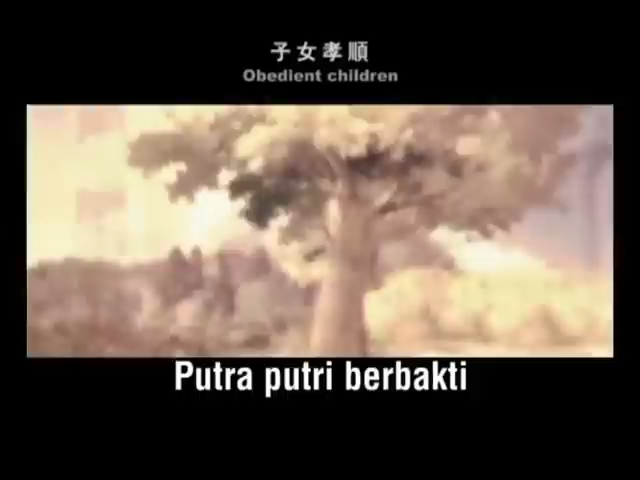 子女孝順
Obedient children
Putra putri berbakti